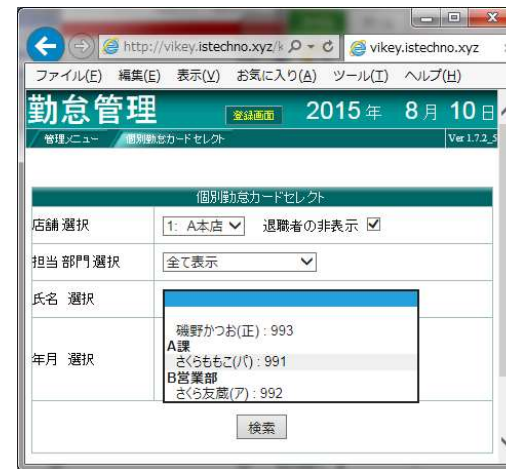 http://vikey.istechno.xyz/k
vikey.istechno.xyz
ファイル(F) 編集(E) 表示(V) お気に入り(A) ツール(T) ヘルプ(H)
勤怠管理 登録画面 2015年 8月 10日
管理メニュー 個別勤怠カードセレクト Ver 1.7.2_5
個別勤怠カードセレクト
店舗選択 1: A本店 退職者の非表示
担当部門選択 全て表示
氏名 選択
磯野かつお(正) : 993
A課
さくらももこ(パ) : 991
年月 選択
B営業部
さくら友蔵(ア) : 992
検索